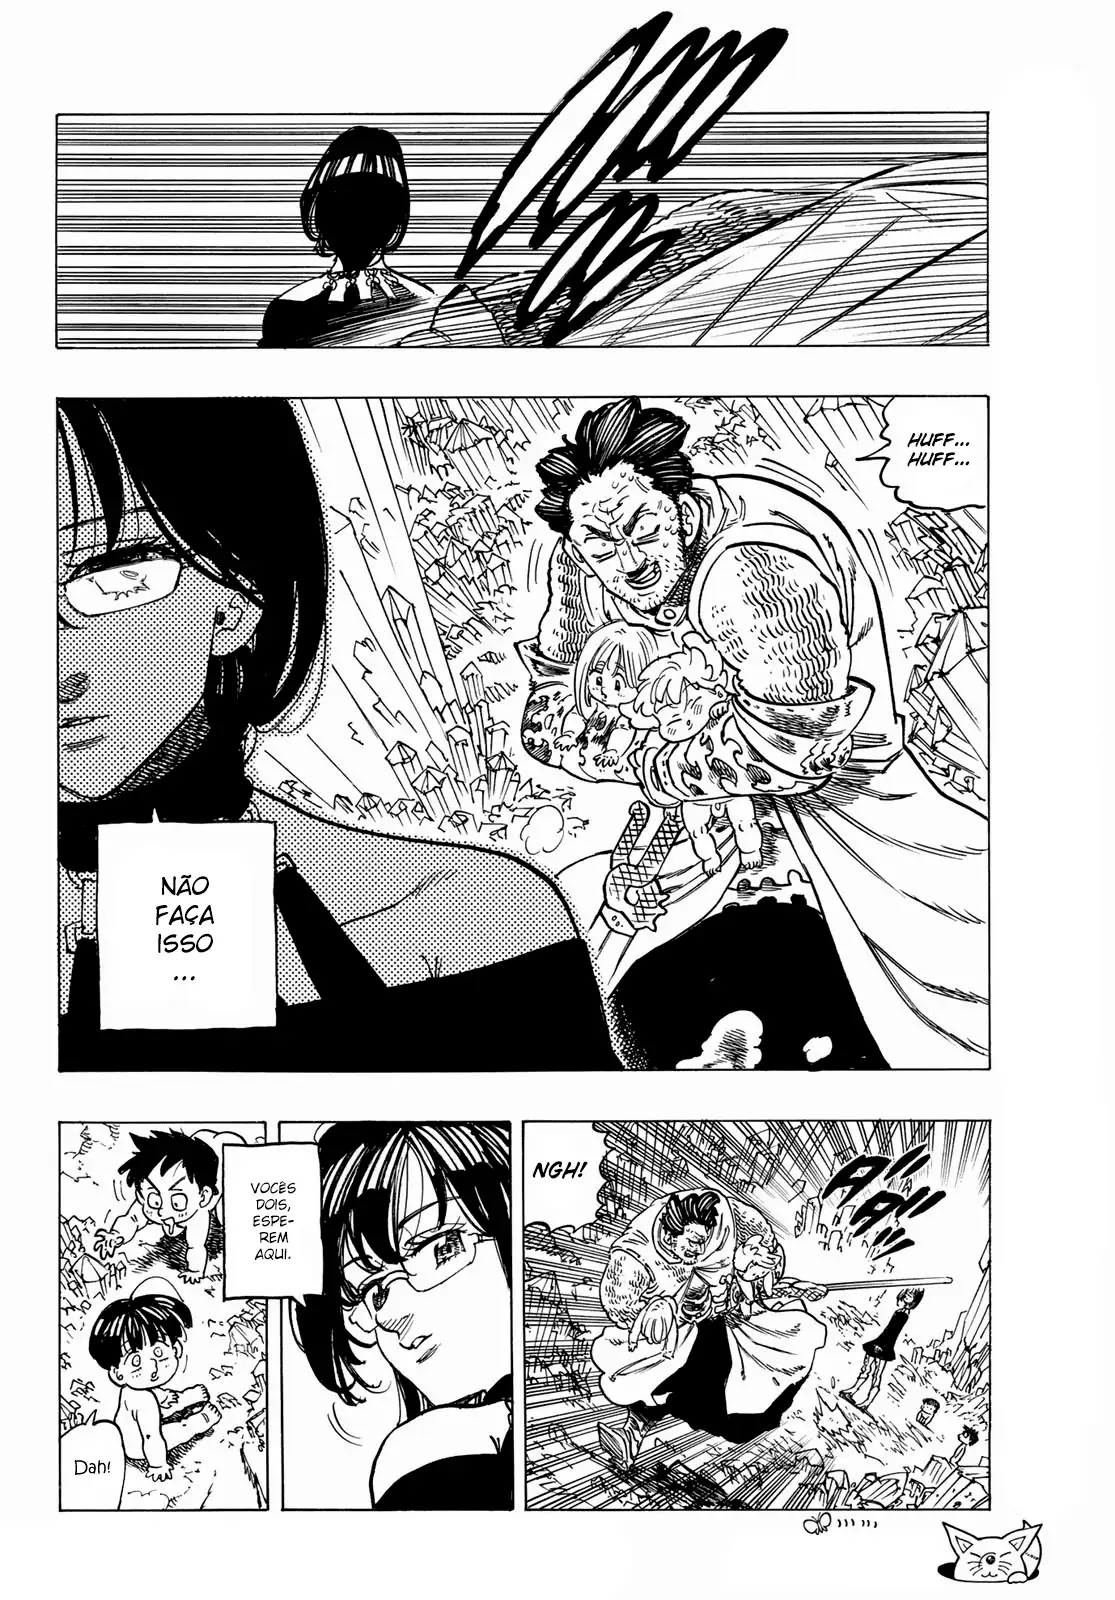 HUFF...
HUFF...
NÃO
FAÇA
ISSO
...
NGH!
VOCÊS
DOIS,
ESPE-
REM
AQUI.
Dah!